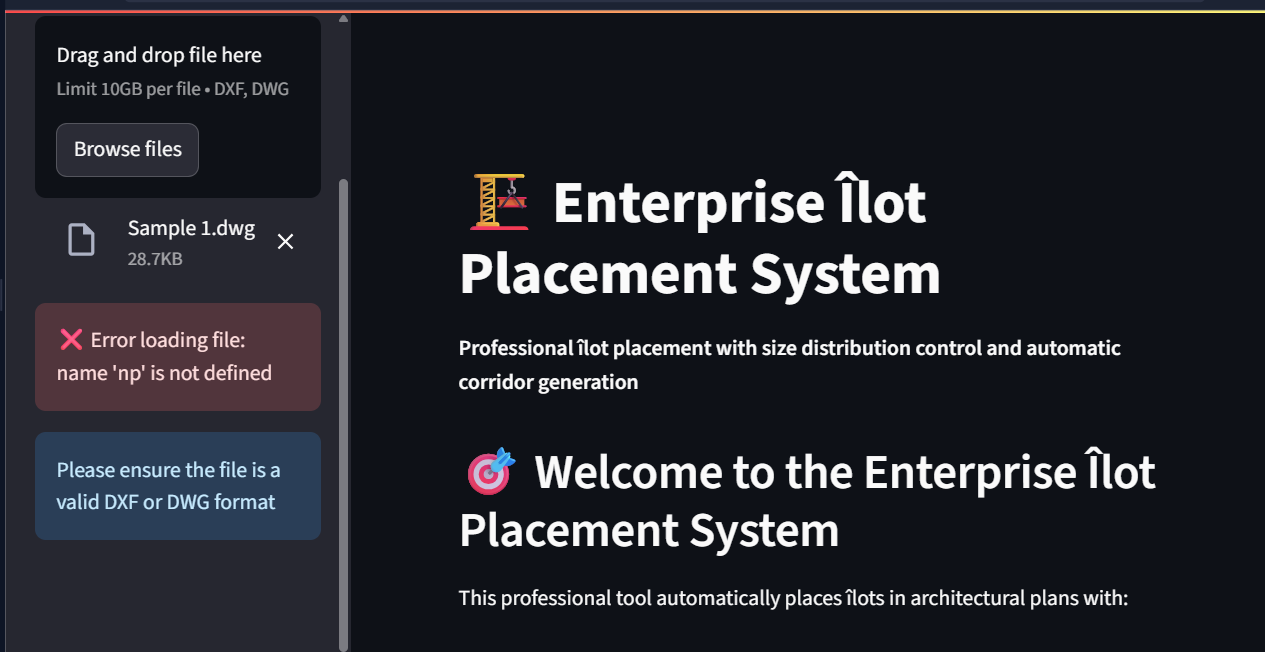 Drag and drop file here
Limit 10GB per file • DXF, DWG
Browse files
Sample 1.dwg
28.7KB
❌ Error loading file:
name 'np' is not defined
Please ensure the file is a
valid DXF or DWG format
🏗️ Enterprise Îlot
Placement System
Professional îlot placement with size distribution control and automatic
corridor generation
🎯 Welcome to the Enterprise Îlot
Placement System
This professional tool automatically places îlots in architectural plans with: